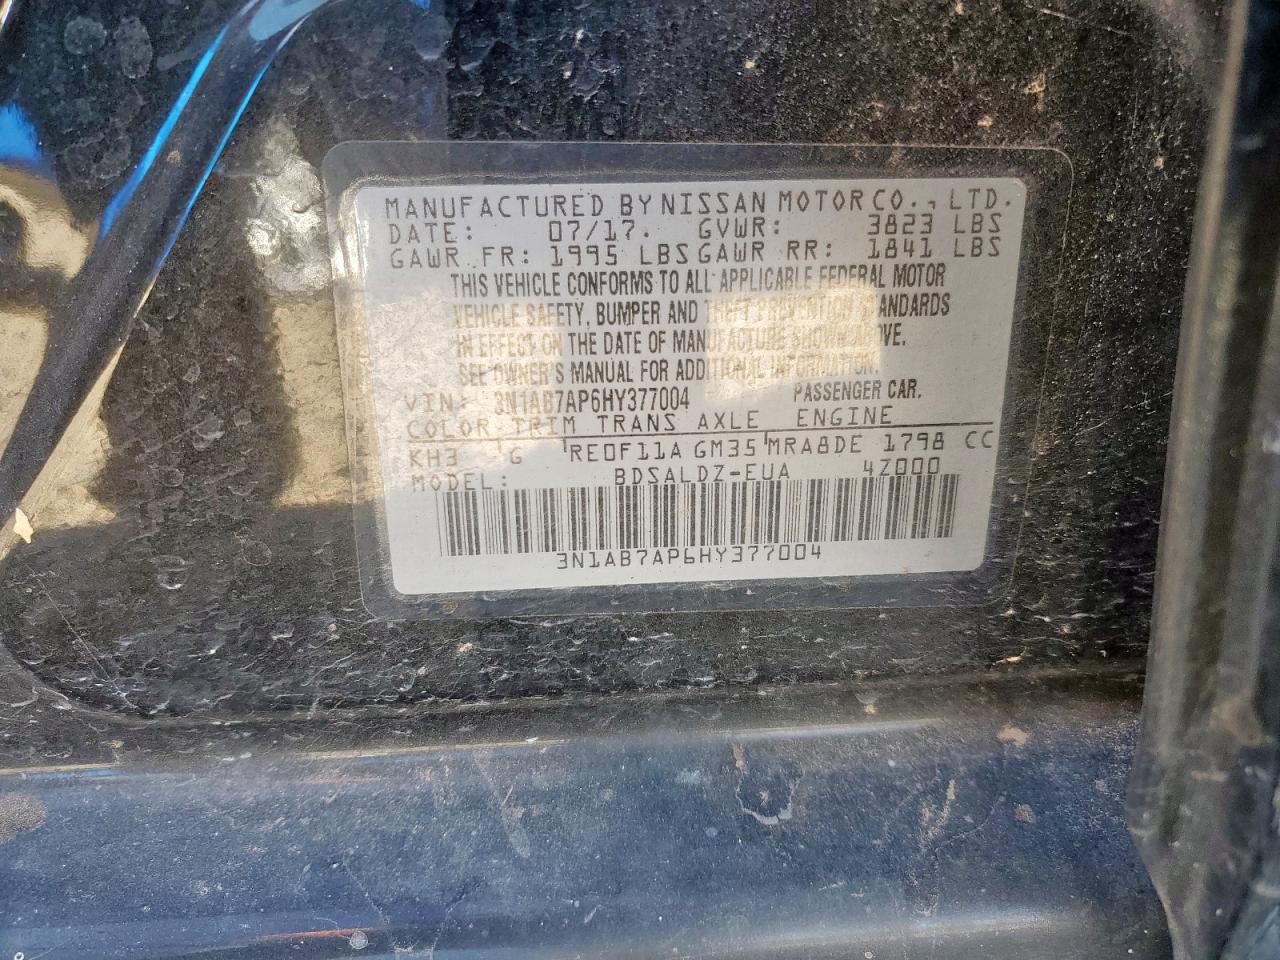 MANUFACTURED BY NISSAN MOTOR CO., LTD.
DATE: 07/17 GVWR: 3823 LBS
GAWR FR: 1995 LBS GAWR RR: 1841 LBS
THIS VEHICLE CONFORMS TO ALL APPLICABLE FEDERAL MOTOR
VEHICLE SAFETY, BUMPER AND THEFT PREVENTION STANDARDS
IN EFFECT ON THE DATE OF MANUFACTURE SHOWN ABOVE.
SEE OWNER'S MANUAL FOR ADDITIONAL INFORMATION.
VIN: 3N1AB7AP6HY377004 PASSENGER CAR.
COLOR TRIM TRANS AXLE ENGINE
KH3 G RE0F11A GM35 MRA8DE 1798 CC
MODEL: BDSALDZ-EUA 4Z000
3N1AB7AP6HY377004